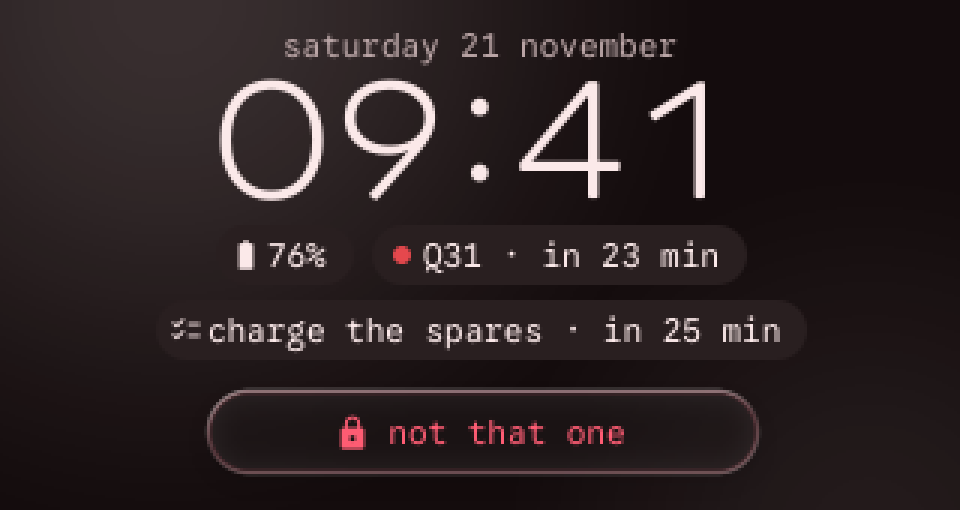 saturday 21 november
09:41
76% Q31 · in 23 min
charge the spares · in 25 min
not that one